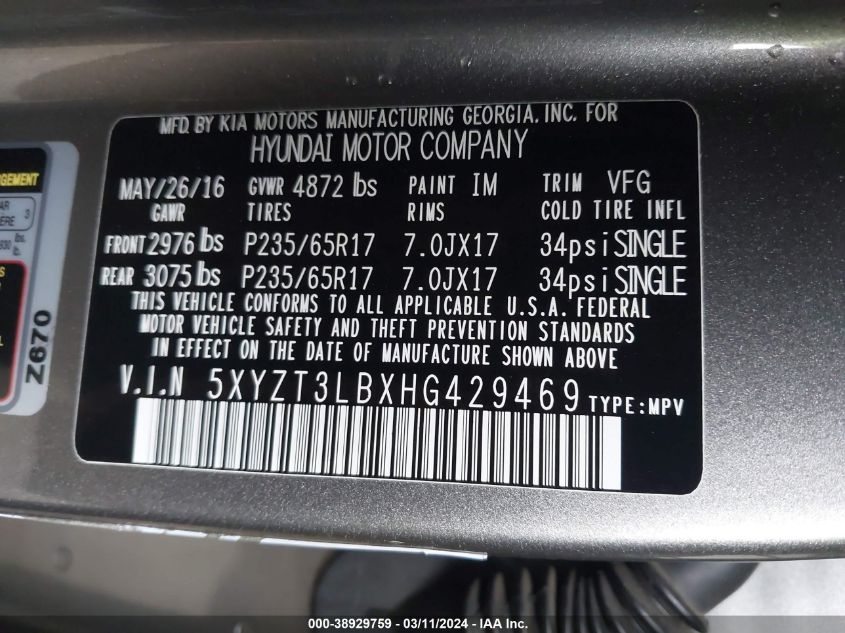 MFD. BY KIA MOTORS MANUFACTURING GEORGIA. INC. FOR
HYUNDAI MOTOR COMPANY
MAY/26/16 GVWR 4872 lbs PAINT IM TRIM VFG
GAWR TIRES RIMS COLD TIRE INFL
FRONT 2976 lbs P235/65R17 7.0JX17 34psi SINGLE
REAR 3075 lbs P235/65R17 7.0JX17 34psi SINGLE
THIS VEHICLE CONFORMS TO ALL APPLICABLE U.S.A. FEDERAL
MOTOR VEHICLE SAFETY AND THEFT PREVENTION STANDARDS
IN EFFECT ON THE DATE OF MANUFACTURE SHOWN ABOVE
V.I.N 5XYZT3LBXHG429469 TYPE:MPV
Z670
3
000-38929759 - 03/11/2024 - IAA Inc.